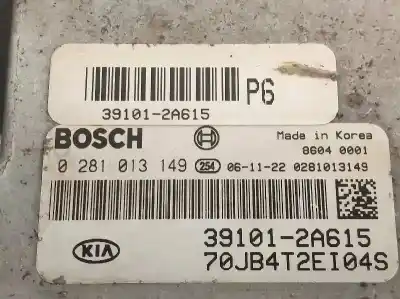 P6
39101-2A615
BOSCH
Made in Korea
8604 0001
0 281 013 149 254 06-11-22 0281013149
KIA
39101-2A615
70JB4T2EI04S